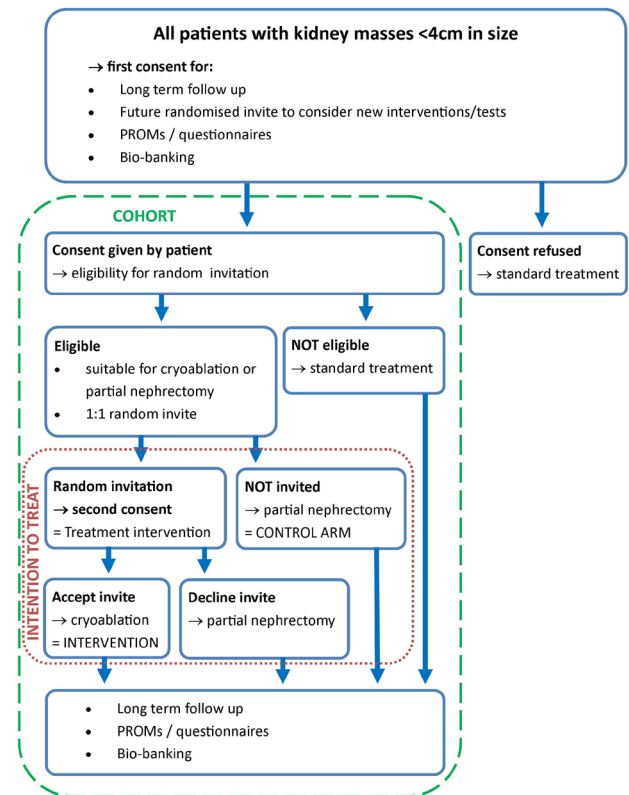 All patients with kidney masses <4cm in size
→ first consent for:
• Long term follow up
• Future randomised invite to consider new interventions/tests
• PROMs / questionnaires
• Bio-banking
COHORT
Consent given by patient
→ eligibility for random invitation
Consent refused
→ standard treatment
Eligible
• suitable for cryoablation or
partial nephrectomy
• 1:1 random invite
NOT eligible
→ standard treatment
INTENTION TO TREAT
Random invitation
→ second consent
= Treatment intervention
NOT invited
→ partial nephrectomy
= CONTROL ARM
Accept invite
→ cryoablation
= INTERVENTION
Decline invite
→ partial nephrectomy
• Long term follow up
• PROMs / questionnaires
• Bio-banking